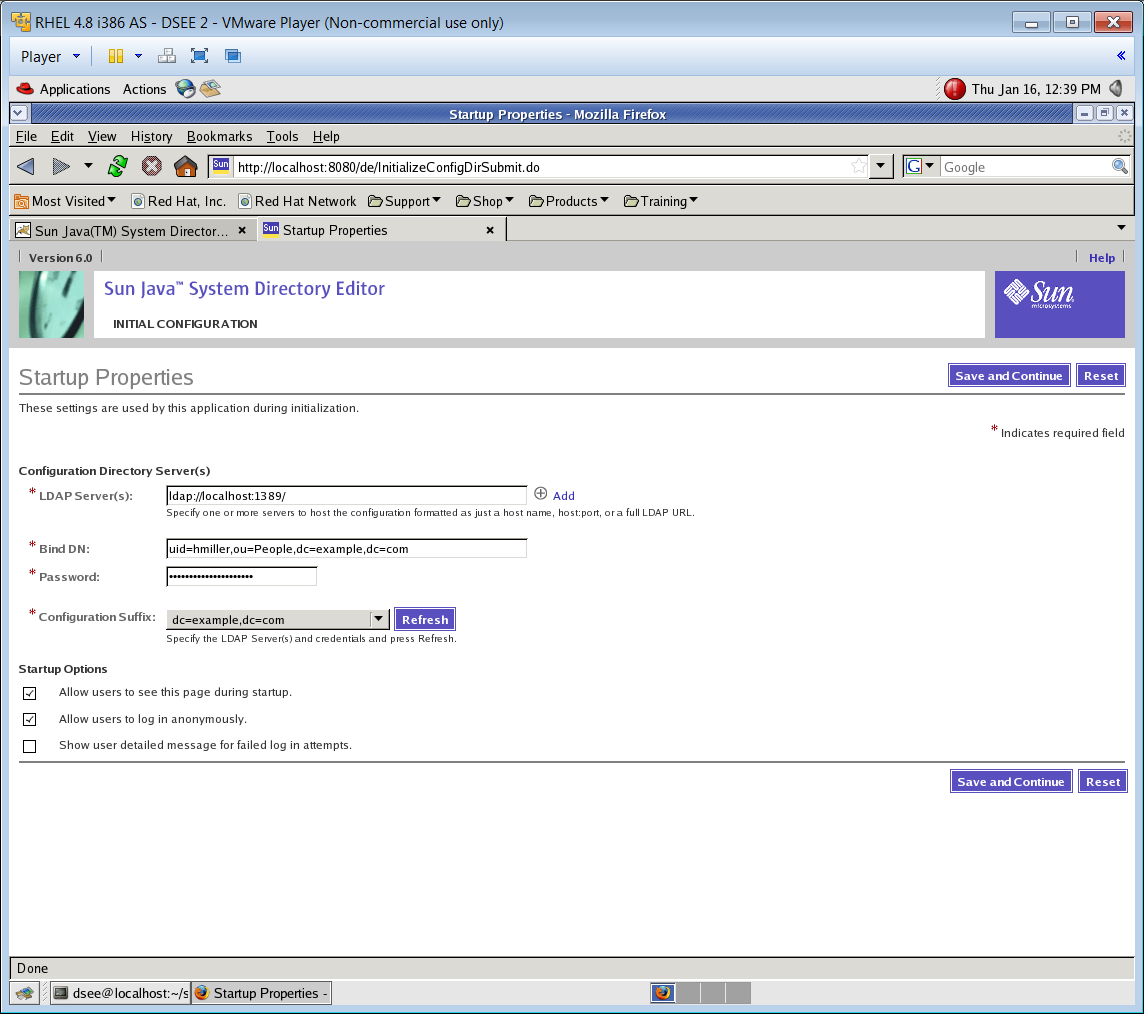 RHEL 4.8 i386 AS - DSEE 2 - VMware Player (Non-commercial use only)
Player
Applications Actions Thu Jan 16, 12:39 PM
Startup Properties - Mozilla Firefox
File Edit View History Bookmarks Tools Help
Sun http://localhost:8080/de/InitializeConfigDirSubmit.do G Google
Most Visited Red Hat, Inc. Red Hat Network Support Shop Products Training
Sun Java(TM) System Director... Sun Startup Properties
Version 6.0 Help
Sun Java™ System Directory Editor
INITIAL CONFIGURATION
Sun
microsystems
Startup Properties Save and Continue Reset
These settings are used by this application during initialization.
* Indicates required field
Configuration Directory Server(s)
* LDAP Server(s): ldap://localhost:1389/ Add
Specify one or more servers to host the configuration formatted as just a host name, host:port, or a full LDAP URL.
* Bind DN: uid=hmiller,ou=People,dc=example,dc=com
* Password: •••••••••••••••••••••
* Configuration Suffix: dc=example,dc=com Refresh
Specify the LDAP Server(s) and credentials and press Refresh.
Startup Options
Allow users to see this page during startup.
Allow users to log in anonymously.
Show user detailed message for failed log in attempts.
Save and Continue Reset
Done
dsee@localhost:~/s Startup Properties -